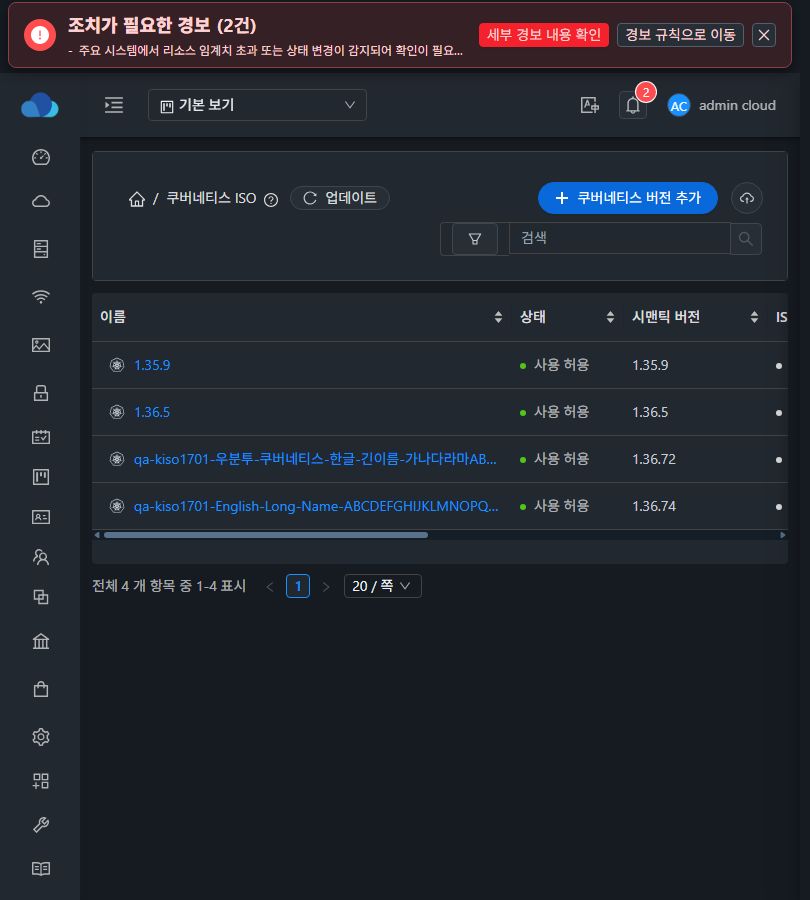 조치가 필요한 경보 (2건)
- 주요 시스템에서 리소스 임계치 초과 또는 상태 변경이 감지되어 확인이 필요...
세부 경보 내용 확인
경보 규칙으로 이동
기본 보기
2
AC
admin cloud
/ 쿠버네티스 ISO
업데이트
쿠버네티스 버전 추가
검색
이름 상태 시맨틱 버전 IS
1.35.9 사용 허용 1.35.9
1.36.5 사용 허용 1.36.5
qa-kiso1701-우분투-쿠버네티스-한글-긴이름-가나다라마AB... 사용 허용 1.36.72
qa-kiso1701-English-Long-Name-ABCDEFGHIJKLMNOPQ... 사용 허용 1.36.74
전체 4 개 항목 중 1-4 표시 < 1 > 20 / 쪽